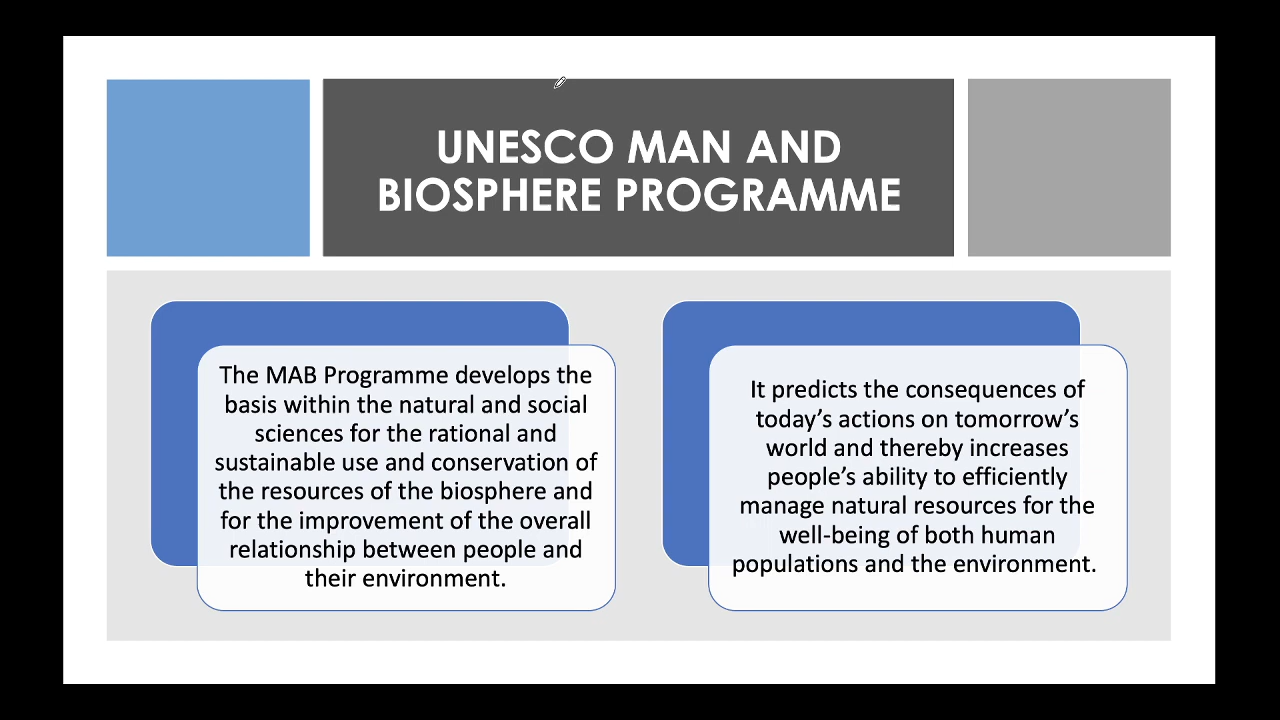 UNESCO MAN AND
BIOSPHERE PROGRAMME
The MAB Programme develops the
basis within the natural and social
sciences for the rational and
sustainable use and conservation of
the resources of the biosphere and
for the improvement of the overall
relationship between people and
their environment.
It predicts the consequences of
today’s actions on tomorrow’s
world and thereby increases
people’s ability to efficiently
manage natural resources for the
well-being of both human
populations and the environment.